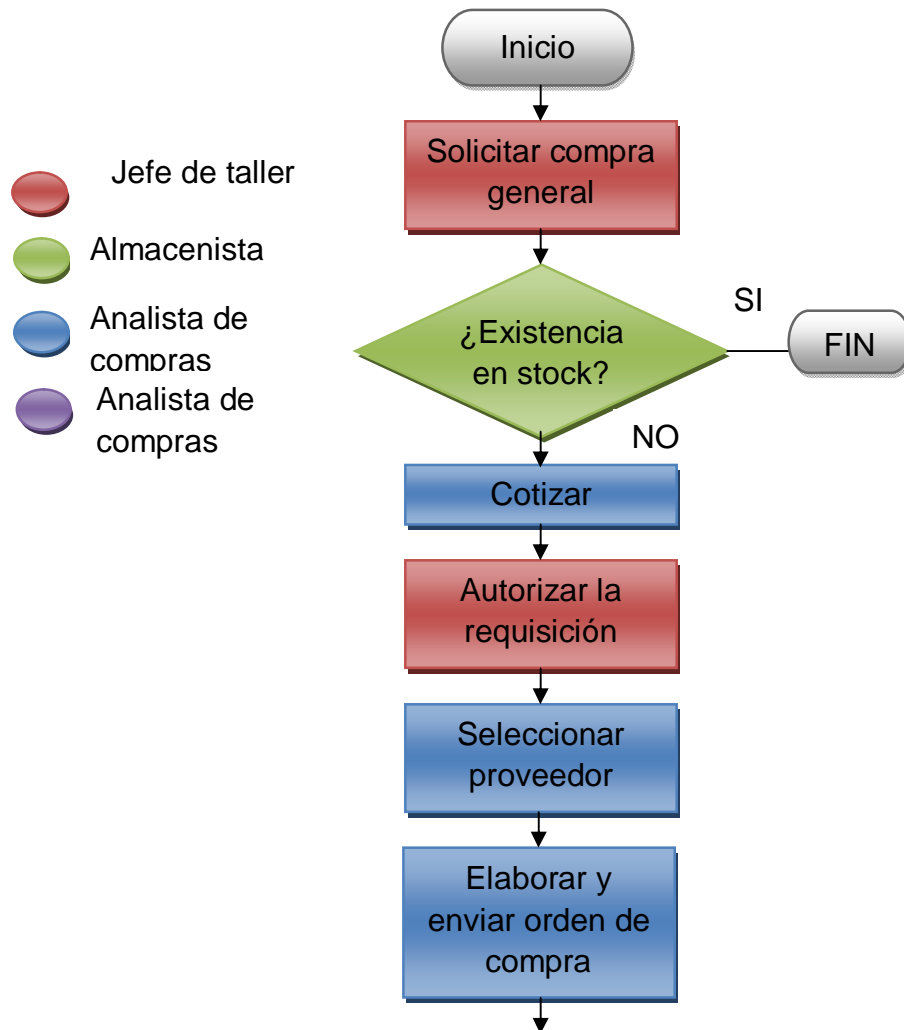 Inicio
Solicitar compra
general
Jefe de taller
Almacenista
Analista de
compras
Analista de
compras
¿Existencia
en stock?
SI
FIN
NO
Cotizar
Autorizar la
requisición
Seleccionar
proveedor
Elaborar y
enviar orden de
compra